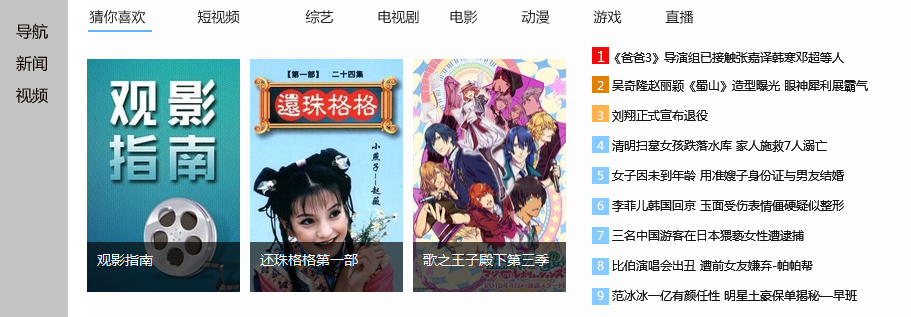 猜你喜欢 短视频 综艺 电视剧 电影 动漫 游戏 直播
导航
新闻
视频
观影
指南
观影指南
【第一部】 二十四集
還珠格格
小燕子——赵薇
还珠格格第一部
歌之王子殿下第三季
1 《爸爸3》导演组已接触张嘉译韩寒邓超等人
2 吴奇隆赵丽颖《蜀山》造型曝光 眼神犀利展霸气
3 刘翔正式宣布退役
4 清明扫墓女孩跌落水库 家人施救7人溺亡
5 女子因未到年龄 用准嫂子身份证与男友结婚
6 李菲儿韩国回京 玉面受伤表情僵硬疑似整形
7 三名中国游客在日本猥亵女性遭逮捕
8 比伯演唱会出丑 遭前女友嫌弃-帕帕帮
9 范冰冰一亿有颜任性 明星土豪保单揭秘—早班